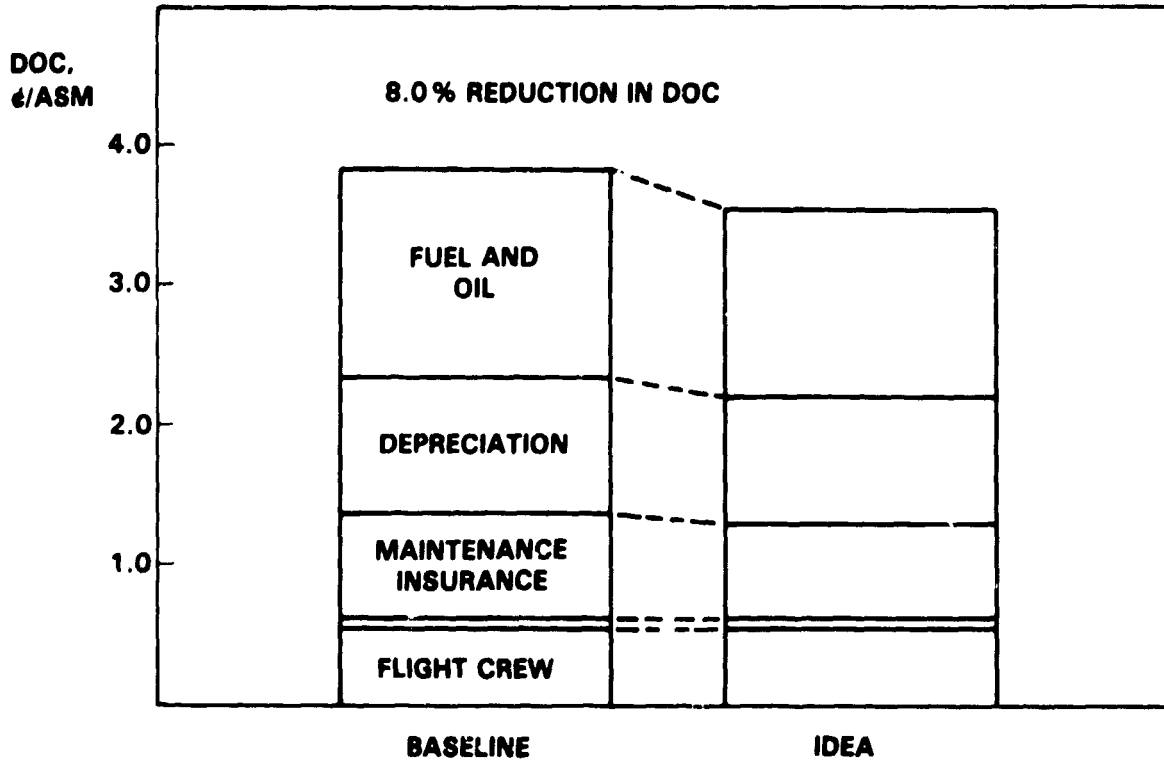 DOC,
¢/ASM
8.0% REDUCTION IN DOC
4.0
3.0
2.0
1.0
FUEL AND
OIL
DEPRECIATION
MAINTENANCE
INSURANCE
FLIGHT CREW
BASELINE
IDEA